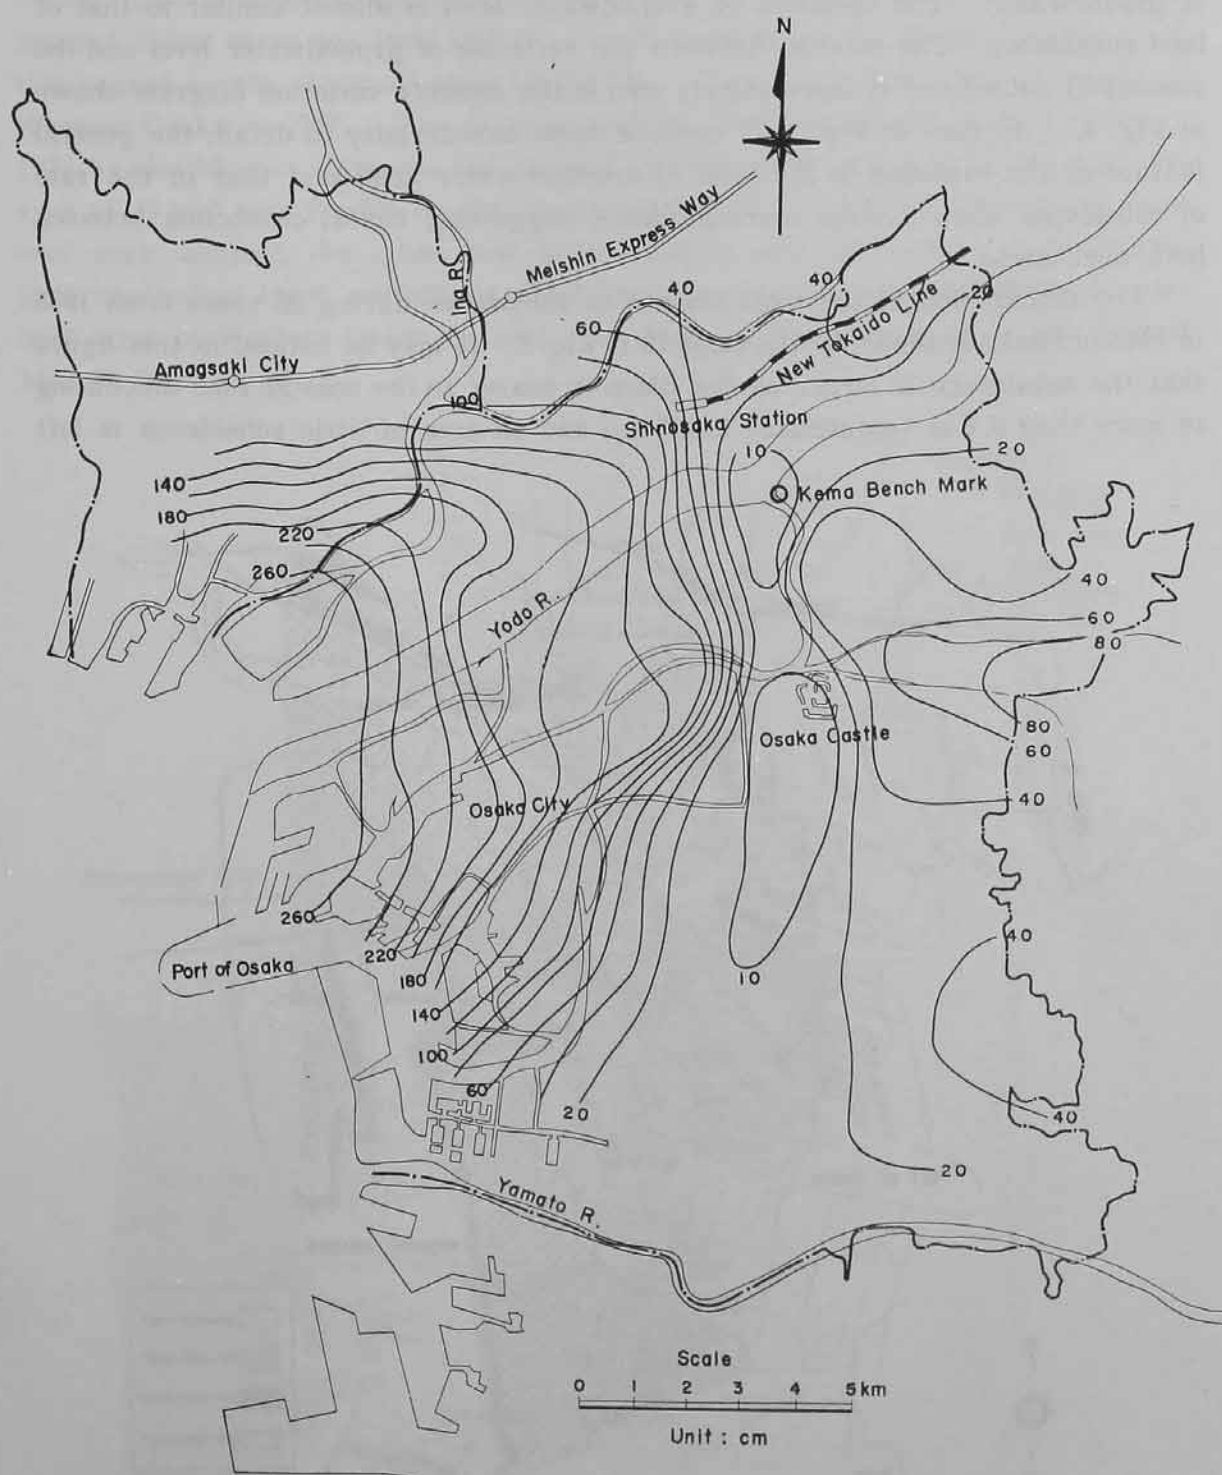 N
Meishin Express Way
Ina R.
40
40
20
60
New Tokaido Line
Amagsaki City
100
Shinosaka Station
10
20
140
Kema Bench Mark
180
220
260
40
60
80
Yodo R.
80
60
Osaka Castle
40
Osaka City
260
40
220
Port of Osaka
180
10
140
100
60
20
40
20
Yamato R.
Scale
0 1 2 3 4 5 km
Unit : cm